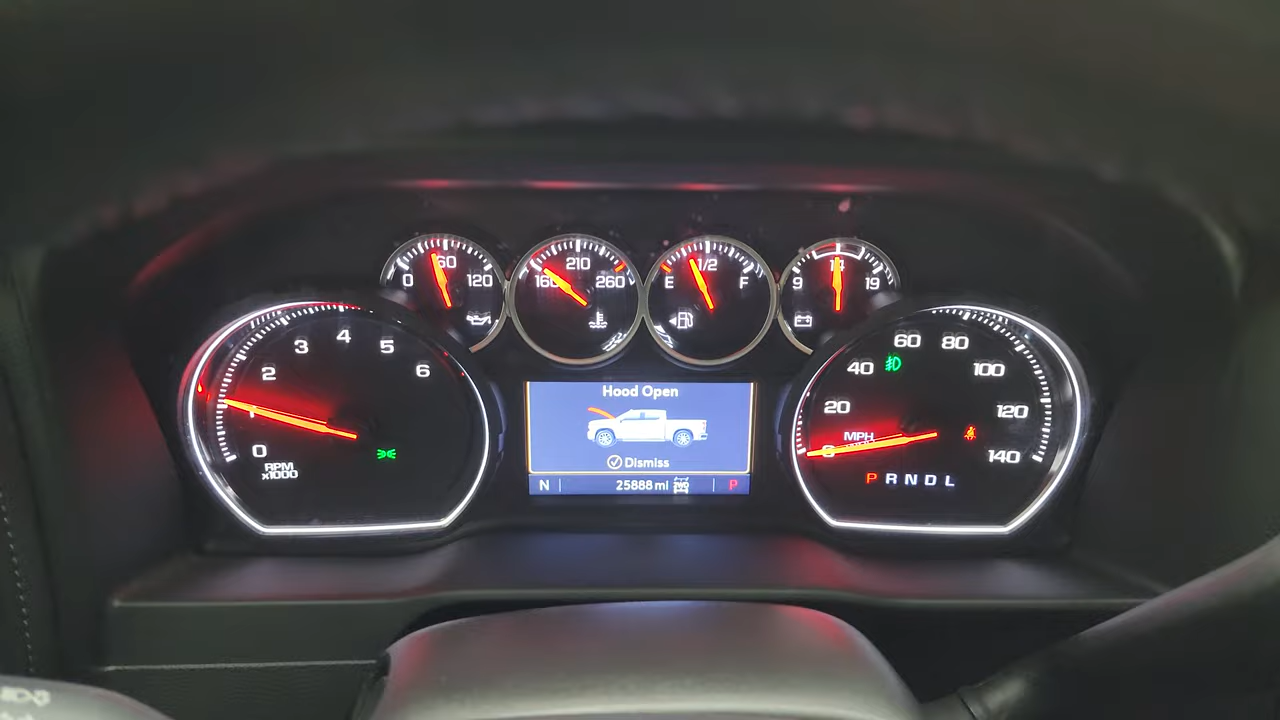 0 60 120
160 210 260
E 1/2 F
9 14 19
0 1 2 3 4 5 6
RPM
x1000
Hood Open
Dismiss
N 25888 mi 2WD P
0 20 40 60 80 100 120 140
MPH
P R N D L